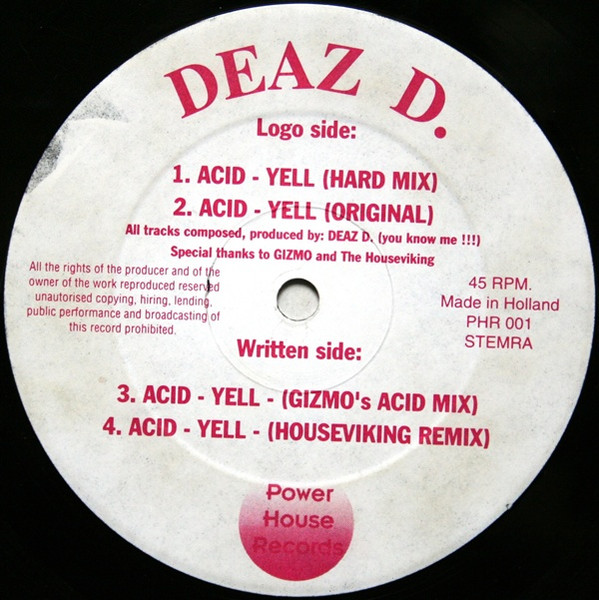 DEAZ D.
Logo side:
1. ACID - YELL (HARD MIX)
2. ACID - YELL (ORIGINAL)
All tracks composed, produced by: DEAZ D. (you know me !!!)
Special thanks to GIZMO and The Houseviking
All the rights of the producer and of the
owner of the work reproduced reserved
unautorised copying, hiring, lending,
public performance and broadcasting of
this record prohibited.
45 RPM.
Made in Holland
PHR 001
STEMRA
Written side:
3. ACID - YELL - (GIZMO's ACID MIX)
4. ACID - YELL - (HOUSEVIKING REMIX)
Power
House
Records